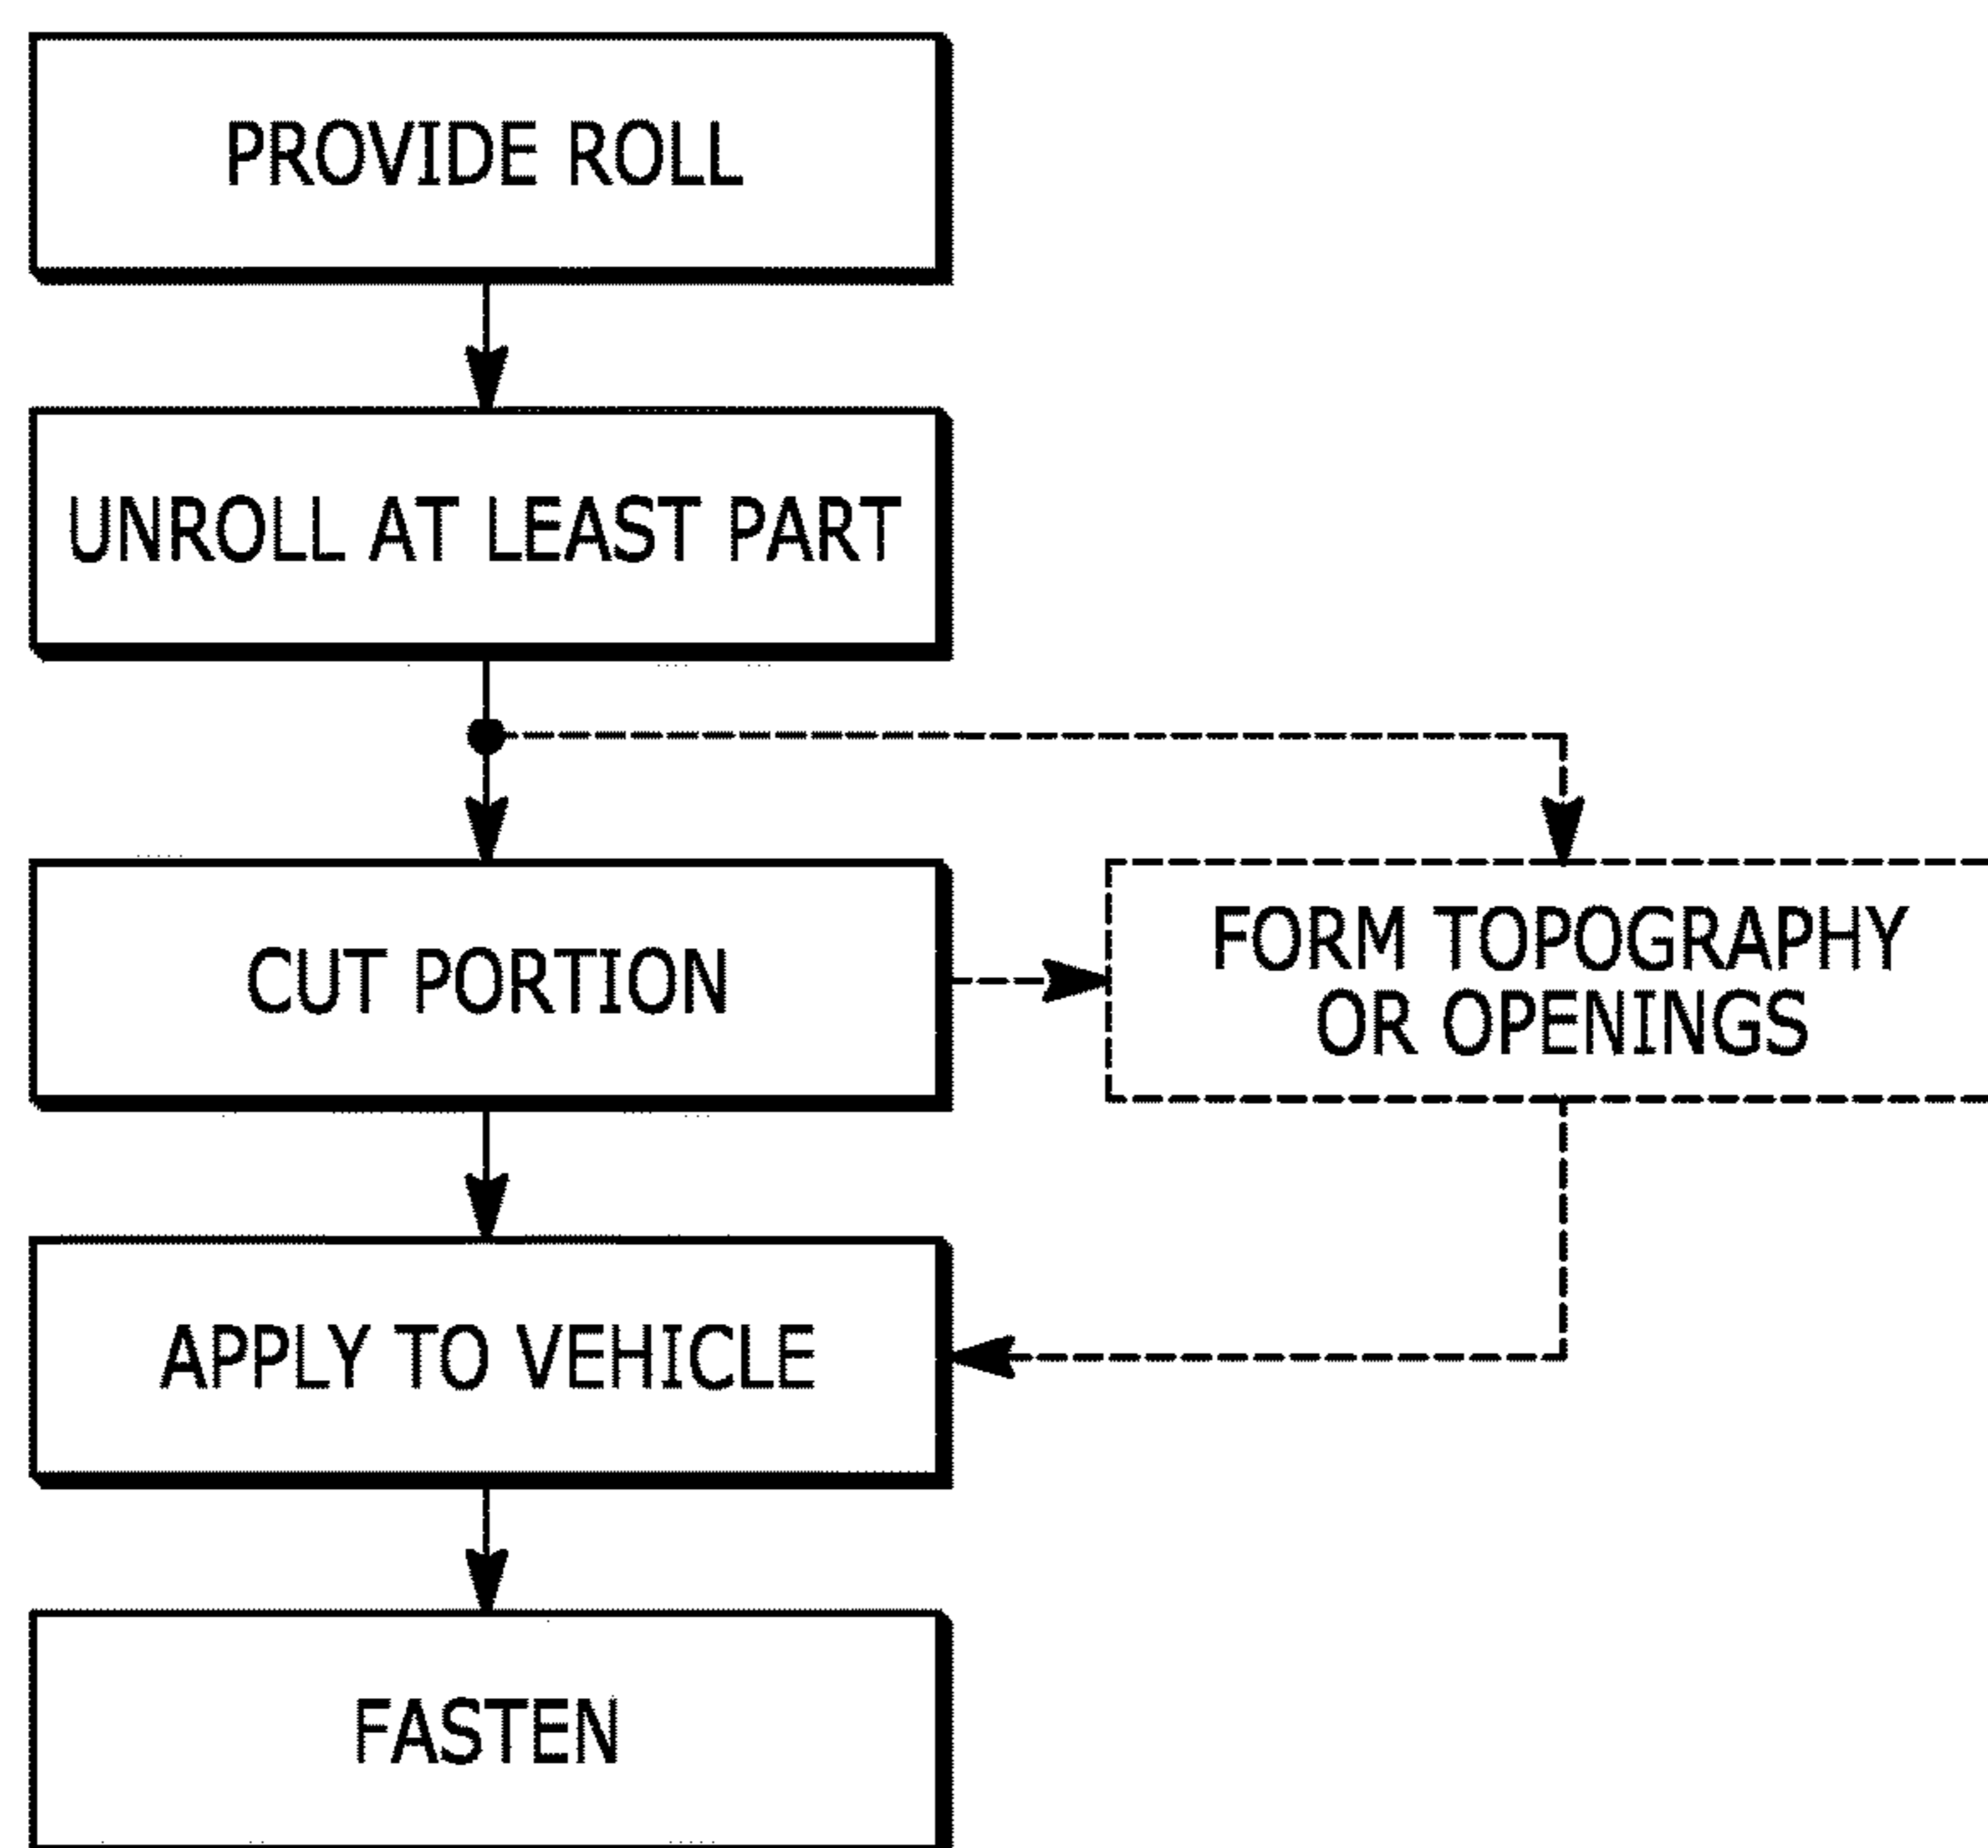 PROVIDE ROLL
UNROLL AT LEAST PART
CUT PORTION
FORM TOPOGRAPHY
OR OPENINGS
APPLY TO VEHICLE
FASTEN